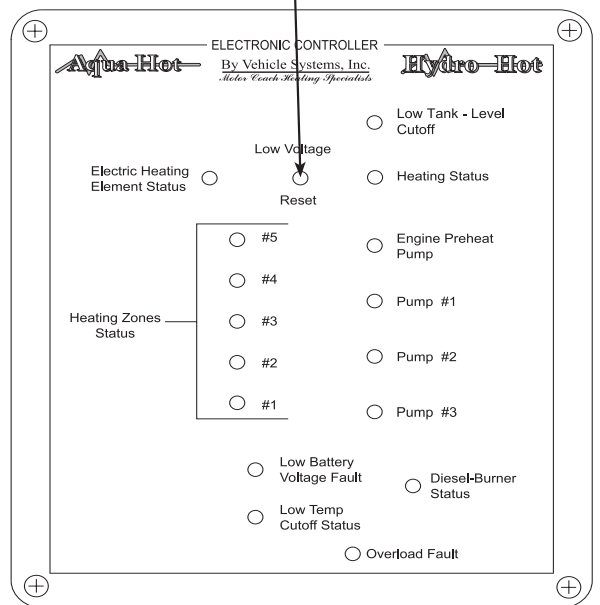 ELECTRONIC CONTROLLER
Aqua-Hot
By Vehicle Systems, Inc.
Hydro-Hot
Motor Coach Heating Specialists
Low Tank - Level
Cutoff
Low Voltage
Electric Heating
Element Status
Heating Status
Reset
#5
Engine Preheat
Pump
#4
Pump #1
Heating Zones
Status
#3
#2
Pump #2
#1
Pump #3
Low Battery
Voltage Fault
Diesel-Burner
Status
Low Temp
Cutoff Status
Overload Fault